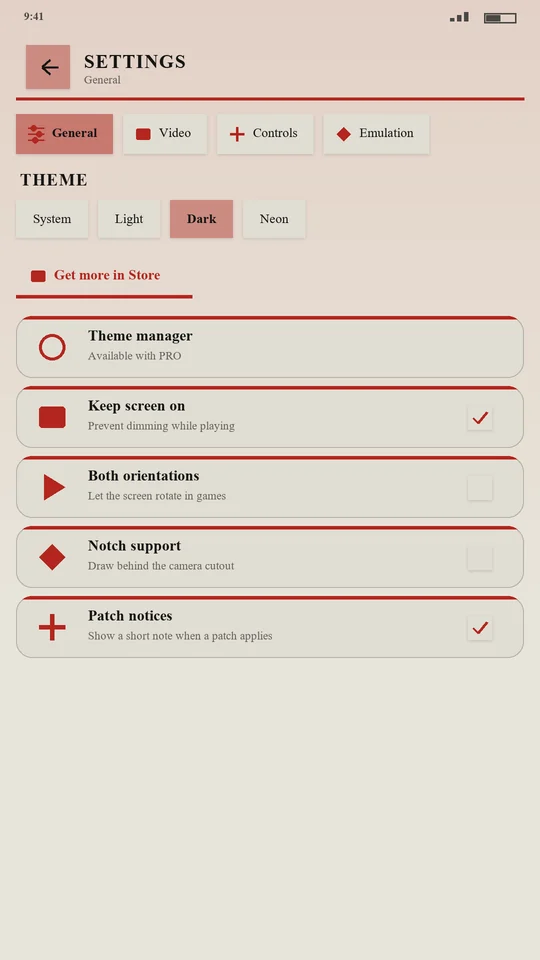 9:41
SETTINGS
General
General
Video
Controls
Emulation
THEME
System
Light
Dark
Neon
Get more in Store
Theme manager
Available with PRO
Keep screen on
Prevent dimming while playing
Both orientations
Let the screen rotate in games
Notch support
Draw behind the camera cutout
Patch notices
Show a short note when a patch applies